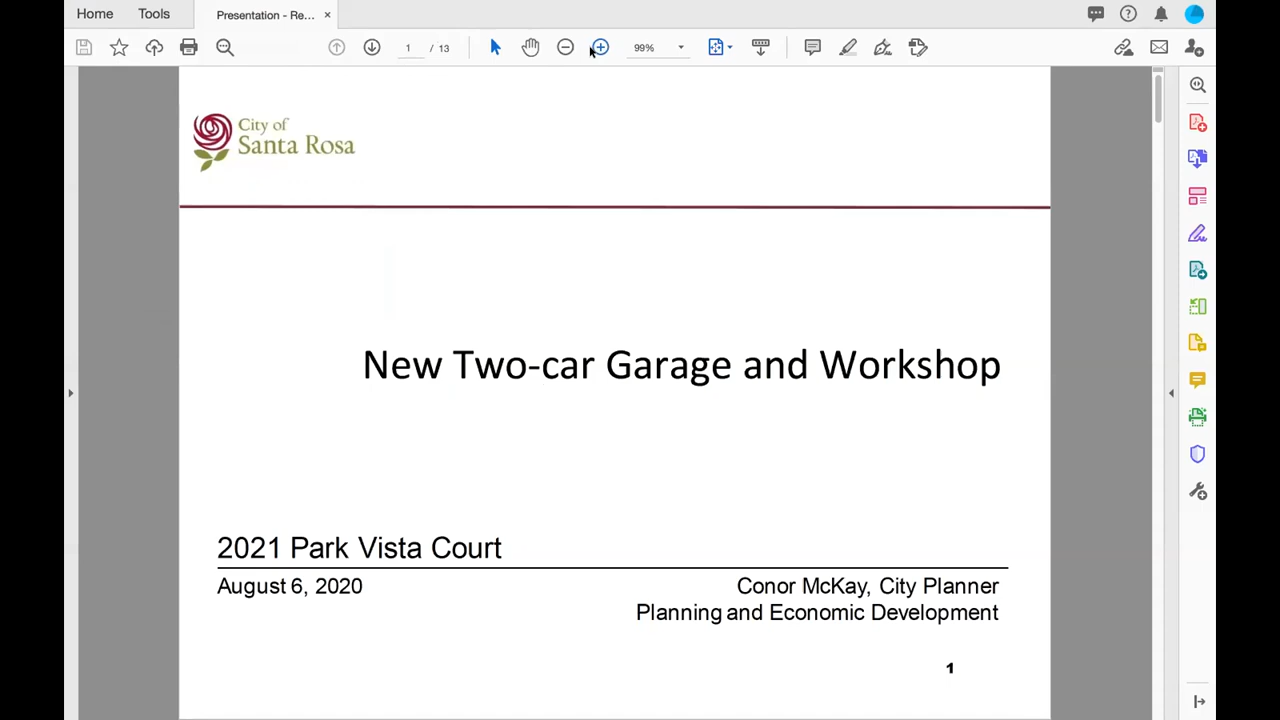 Home Tools Presentation - Re... ×
1 / 13 99%
City of
Santa Rosa
New Two-car Garage and Workshop
2021 Park Vista Court
August 6, 2020 Conor McKay, City Planner
Planning and Economic Development
1